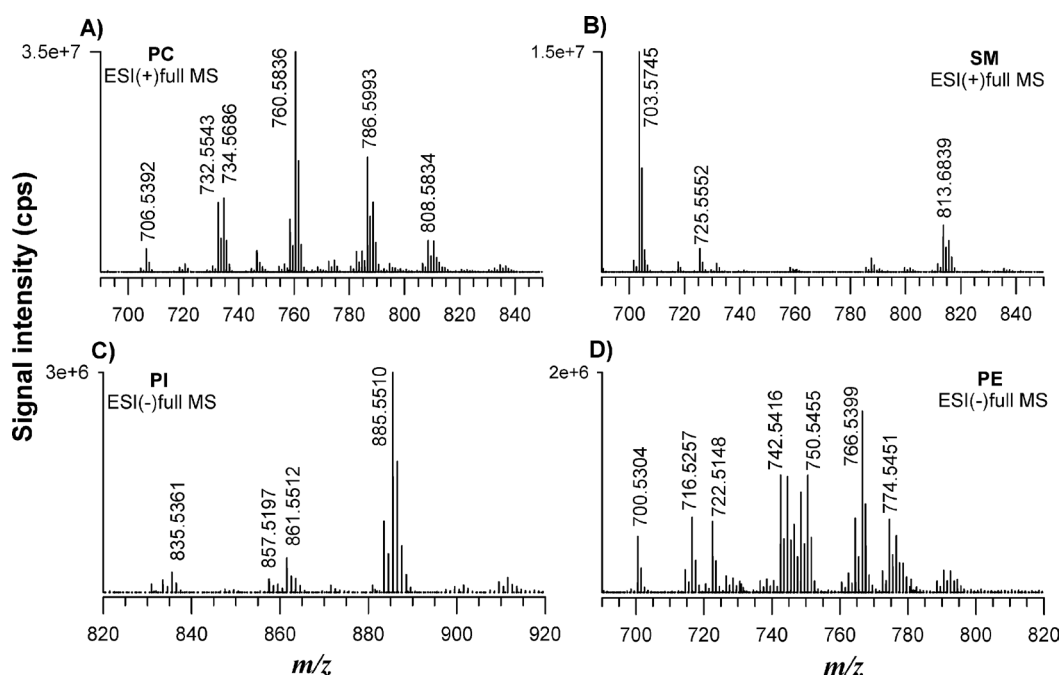 A)
PC
ESI(+)full MS
3.5e+7
706.5392
732.5543
734.5686
760.5836
786.5993
808.5834
700 720 740 760 780 800 820 840
B)
SM
ESI(+)full MS
1.5e+7
703.5745
725.5552
813.6839
700 720 740 760 780 800 820 840
Signal intensity (cps)
C)
PI
ESI(-)full MS
3e+6
835.5361
857.5197
861.5512
885.5510
820 840 860 880 900 920
m/z
D)
PE
ESI(-)full MS
2e+6
700.5304
716.5257
722.5148
742.5416
750.5455
766.5399
774.5451
700 720 740 760 780 800 820
m/z